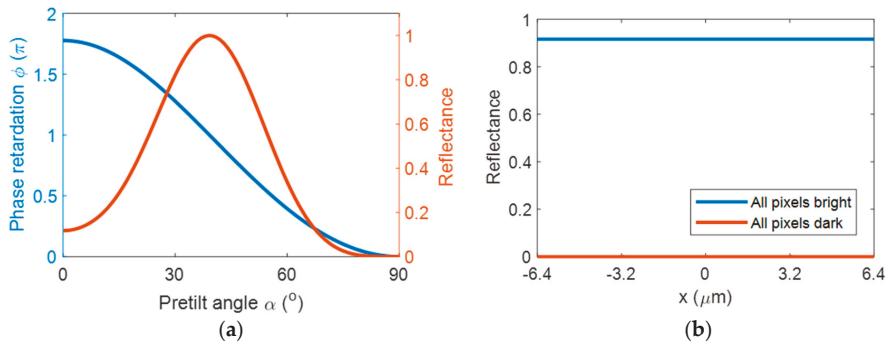 2
1.5
1
0.5
0
Phase retardation ϕ (π)
1
0.8
0.6
0.4
0.2
0
Reflectance
0 30 60 90
Pretilt angle α (°)
(a)
1
0.8
0.6
0.4
0.2
0
Reflectance
All pixels bright
All pixels dark
-6.4 -3.2 0 3.2 6.4
x (μm)
(b)